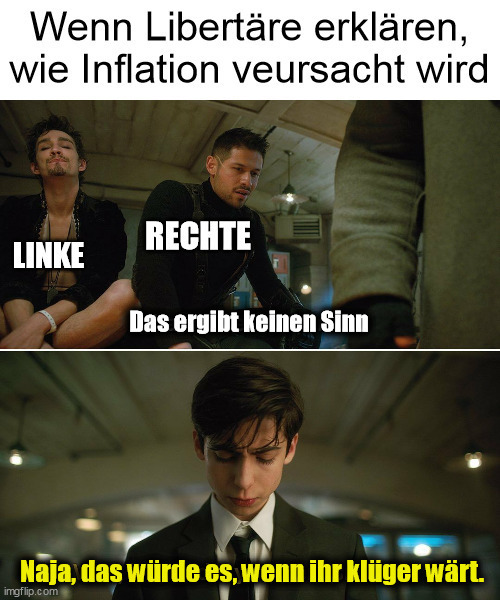 Wenn Libertäre erklären,
wie Inflation veursacht wird
LINKE
RECHTE
Das ergibt keinen Sinn
Naja, das würde es, wenn ihr klüger wärt.
imgflip.com